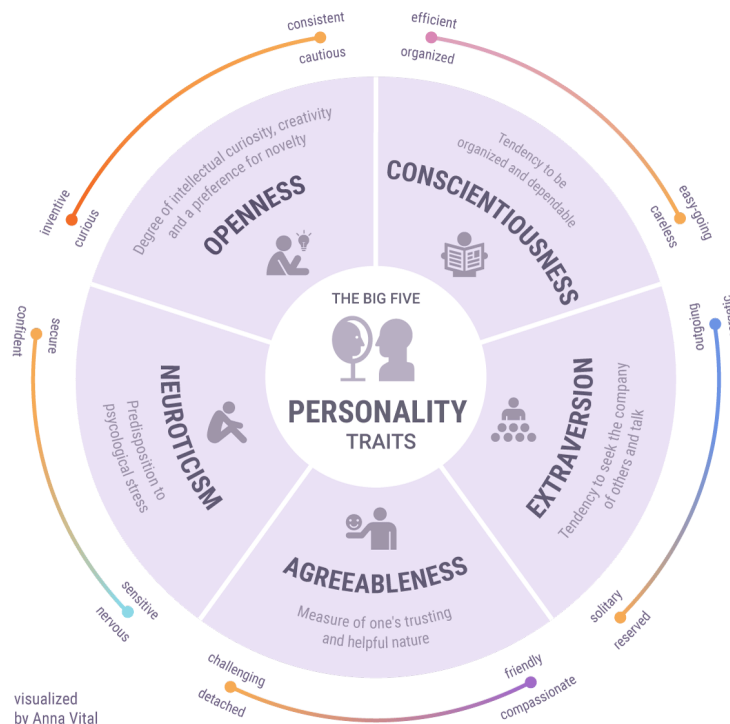 THE BIG FIVE
PERSONALITY
TRAITS
consistent
cautious
inventive
curious
Degree of intellectual curiosity, creativity
and a preference for novelty
OPENNESS
efficient
organized
easy-going
careless
Tendency to be
organized and dependable
CONSCIENTIOUSNESS
outgoing
solitary
reserved
EXTRAVERSION
Tendency to seek the company
of others and talk
friendly
compassionate
challenging
detached
AGREEABLENESS
Measure of one's trusting
and helpful nature
secure
confident
sensitive
nervous
NEUROTICISM
Predisposition to
psycological stress
visualized
by Anna Vital